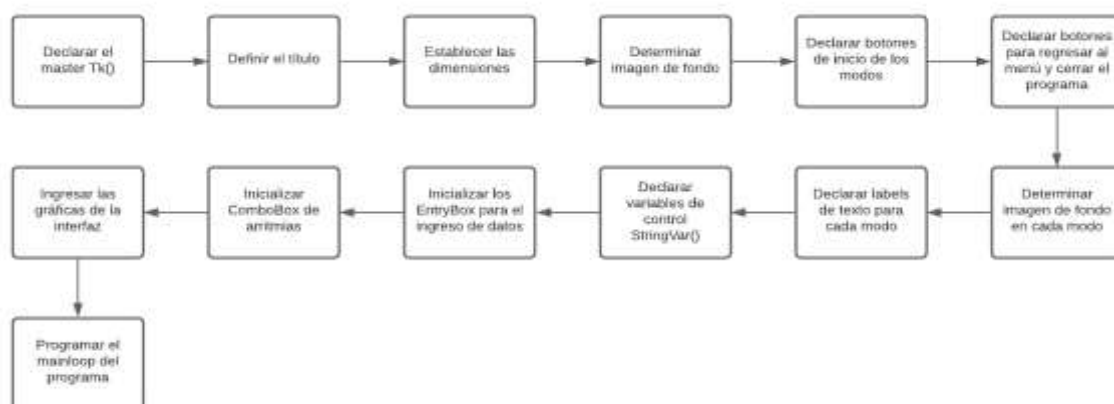 Declarar el
master Tk()
Definir el título
Establecer las
dimensiones
Determinar
imagen de fondo
Declarar botones
de inicio de los
modos
Declarar botones
para regresar al
menú y cerrar el
programa
Determinar
imagen de fondo
en cada modo
Declarar labels
de texto para
cada modo
Declarar
variables de
control
StringVar()
Inicializar los
EntryBox para el
ingreso de datos
Inicializar
ComboBox de
arritmias
Ingresar las
gráficas de la
interfaz
Programar el
mainloop del
programa